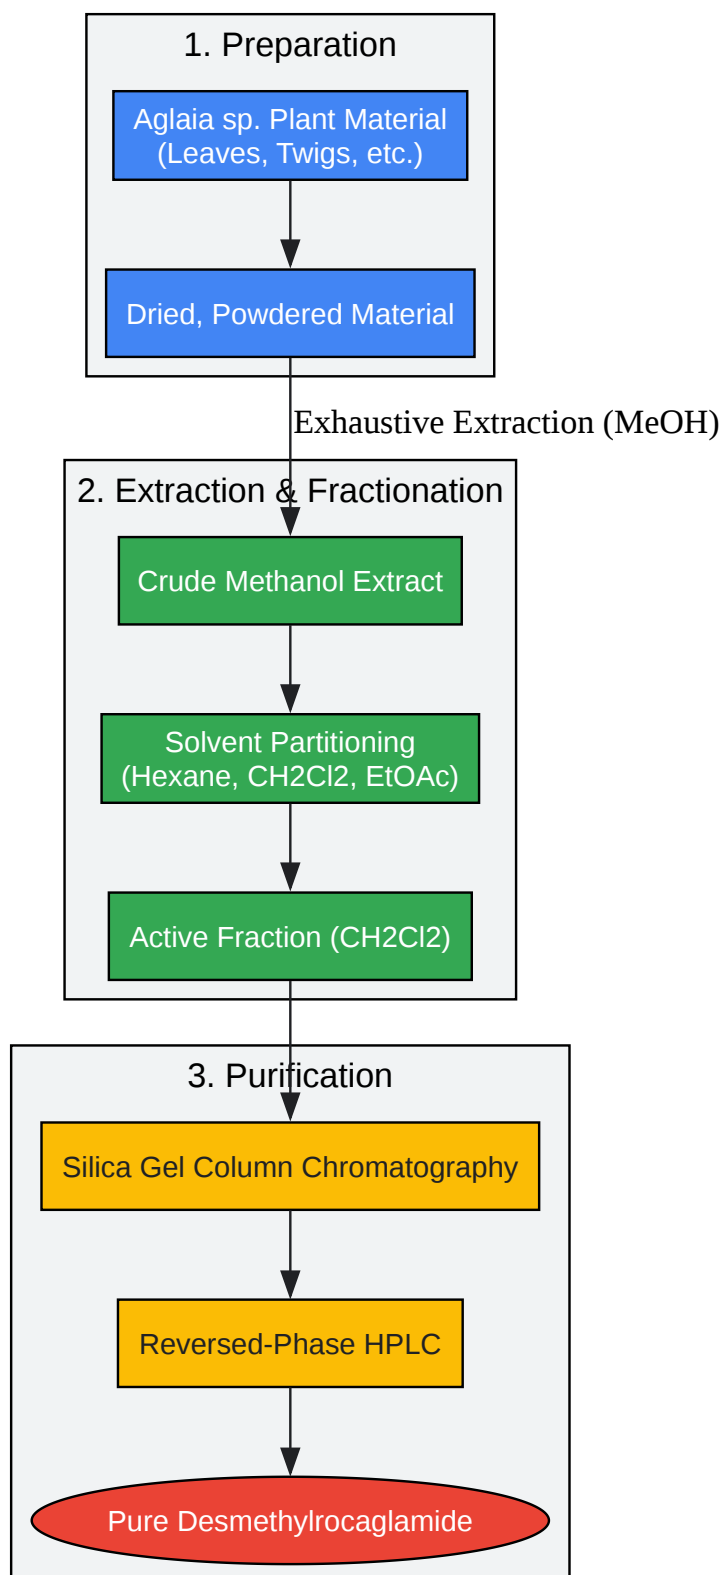 1. Preparation
Aglaia sp. Plant Material
(Leaves, Twigs, etc.)
Dried, Powdered Material
Exhaustive Extraction (MeOH)
2. Extraction & Fractionation
Crude Methanol Extract
Solvent Partitioning
(Hexane, CH2Cl2, EtOAc)
Active Fraction (CH2Cl2)
3. Purification
Silica Gel Column Chromatography
Reversed-Phase HPLC
Pure Desmethylrocaglamide